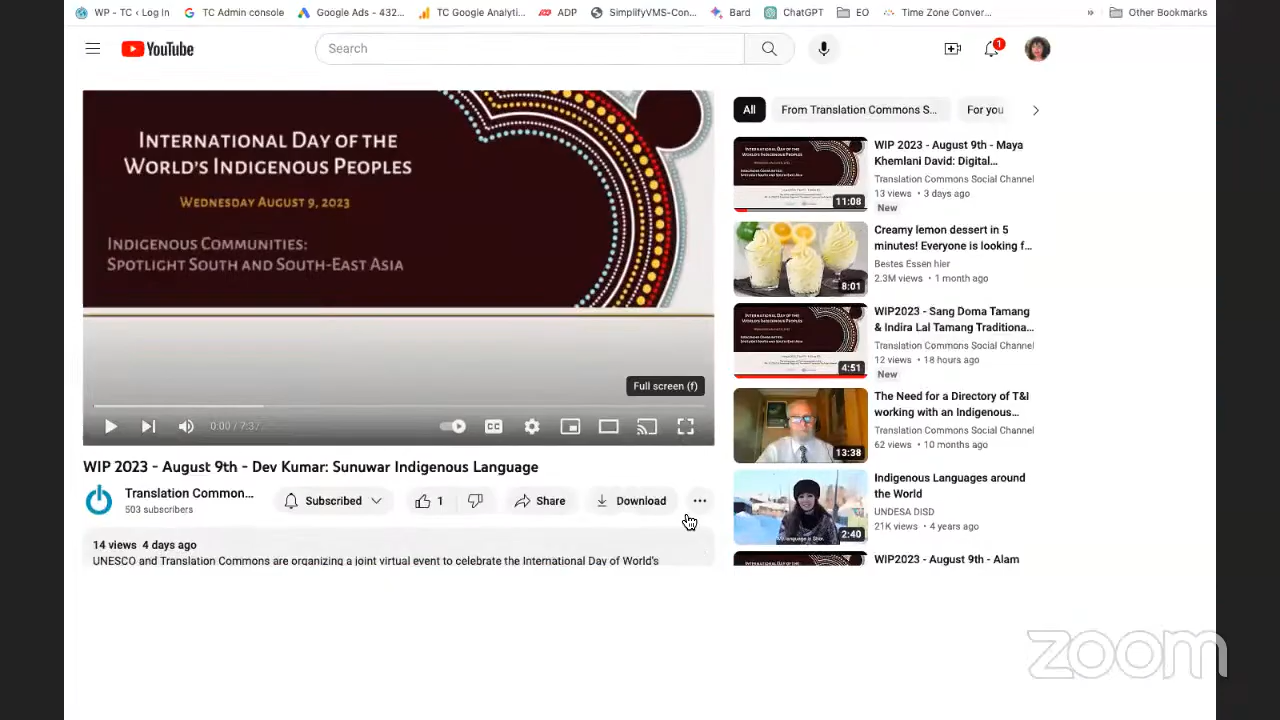 WP - TC ‹ Log In
TC Admin console
Google Ads - 432...
TC Google Analyti...
ADP
SimplifyVMS-Con...
Bard
ChatGPT
EO
Time Zone Conver...
»
Other Bookmarks
YouTube
Search
1
INTERNATIONAL DAY OF THE
WORLD'S INDIGENOUS PEOPLES
WEDNESDAY AUGUST 9, 2023
INDIGENOUS COMMUNITIES:
SPOTLIGHT SOUTH AND SOUTH-EAST ASIA
Full screen (f)
0:00 / 7:37
CC
WIP 2023 - August 9th - Dev Kumar: Sunuwar Indigenous Language
Translation Common...
503 subscribers
Subscribed
1
Share
Download
14 views 4 days ago
UNESCO and Translation Commons are organizing a joint virtual event to celebrate the International Day of World's
All
From Translation Commons S...
For you
WIP 2023 - August 9th - Maya
Khemlani David: Digital...
Translation Commons Social Channel
13 views • 3 days ago
New
11:08
Creamy lemon dessert in 5
minutes! Everyone is looking f...
Bestes Essen hier
2.3M views • 1 month ago
8:01
WIP2023 - Sang Doma Tamang
& Indira Lal Tamang Traditiona...
Translation Commons Social Channel
12 views • 18 hours ago
New
4:51
The Need for a Directory of T&I
working with an Indigenous...
Translation Commons Social Channel
62 views • 10 months ago
13:38
Indigenous Languages around
the World
UNDESA DISD
21K views • 4 years ago
2:40
WIP2023 - August 9th - Alam
zoom